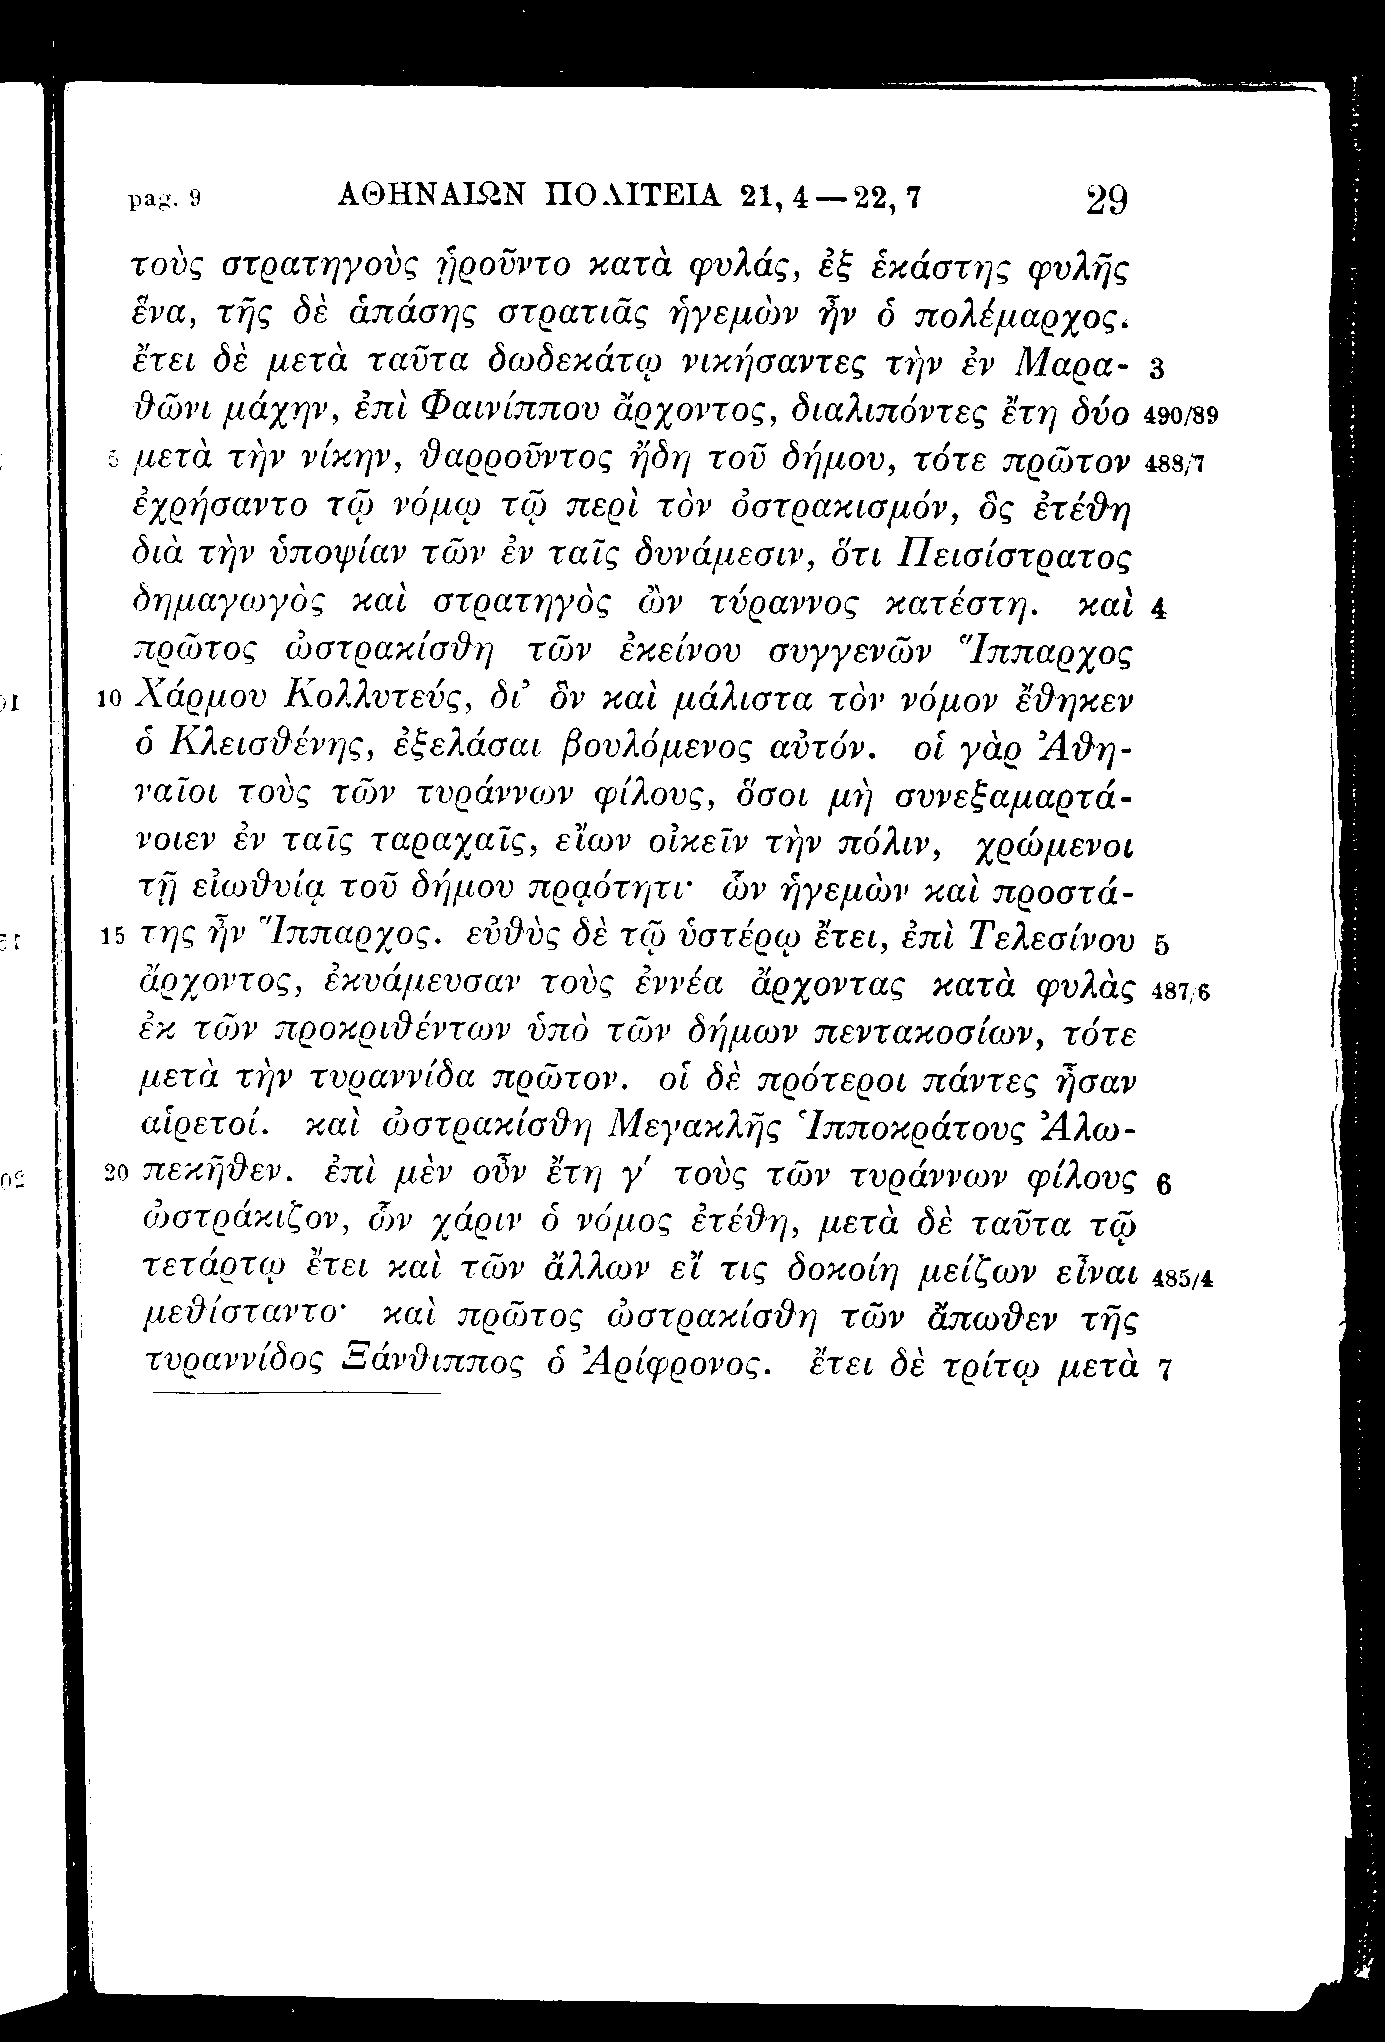 pag. 9 ΑΘΗΝΑΙΩΝ ΠΟΛΙΤΕΙΑ 21, 4 — 22, 7 29
τοὺς στρατηγοὺς ᾑροῦντο κατὰ φυλάς, ἐξ ἑκάστης φυλῆς
ἕνα, τῆς δὲ ἁπάσης στρατιᾶς ἡγεμὼν ἦν ὁ πολέμαρχος.
ἔτει δὲ μετὰ ταῦτα δωδεκάτῳ νικήσαντες τὴν ἐν Μαρα- 3
θῶνι μάχην, ἐπὶ Φαινίππου ἄρχοντος, διαλιπόντες ἔτη δύο 490/89
5 μετὰ τὴν νίκην, θαρροῦντος ἤδη τοῦ δήμου, τότε πρῶτον 488/7
ἐχρήσαντο τῷ νόμῳ τῷ περὶ τὸν ὀστρακισμόν, ὃς ἐτέθη
διὰ τὴν ὑποψίαν τῶν ἐν ταῖς δυνάμεσιν, ὅτι Πεισίστρατος
δημαγωγὸς καὶ στρατηγὸς ὢν τύραννος κατέστη. καὶ 4
πρῶτος ὠστρακίσθη τῶν ἐκείνου συγγενῶν Ἵππαρχος
10 Χάρμου Κολλυτεύς, δι’ ὃν καὶ μάλιστα τὸν νόμον ἔθηκεν
ὁ Κλεισθένης, ἐξελάσαι βουλόμενος αὐτόν. οἱ γὰρ Ἀθη-
ναῖοι τοὺς τῶν τυράννων φίλους, ὅσοι μὴ συνεξαμαρτά-
νοιεν ἐν ταῖς ταραχαῖς, εἴων οἰκεῖν τὴν πόλιν, χρώμενοι
τῇ εἰωθυίᾳ τοῦ δήμου πρᾳότητι· ὧν ἡγεμὼν καὶ προστά-
15 της ἦν Ἵππαρχος. εὐθὺς δὲ τῷ ὑστέρῳ ἔτει, ἐπὶ Τελεσίνου 5
ἄρχοντος, ἐκυάμευσαν τοὺς ἐννέα ἄρχοντας κατὰ φυλὰς 487/6
ἐκ τῶν προκριθέντων ὑπὸ τῶν δήμων πεντακοσίων, τότε
μετὰ τὴν τυραννίδα πρῶτον. οἱ δὲ πρότεροι πάντες ἦσαν
αἱρετοί. καὶ ὠστρακίσθη Μεγακλῆς Ἱπποκράτους Ἀλω-
20 πεκῆθεν. ἐπὶ μὲν οὖν ἔτη γ΄ τοὺς τῶν τυράννων φίλους 6
ὠστράκιζον, ὧν χάριν ὁ νόμος ἐτέθη, μετὰ δὲ ταῦτα τῷ
τετάρτῳ ἔτει καὶ τῶν ἄλλων εἴ τις δοκοίη μείζων εἶναι 485/4
μεθίσταντο· καὶ πρῶτος ὠστρακίσθη τῶν ἄπωθεν τῆς
τυραννίδος Ξάνθιππος ὁ Ἀρίφρονος. ἔτει δὲ τρίτῳ μετὰ 7